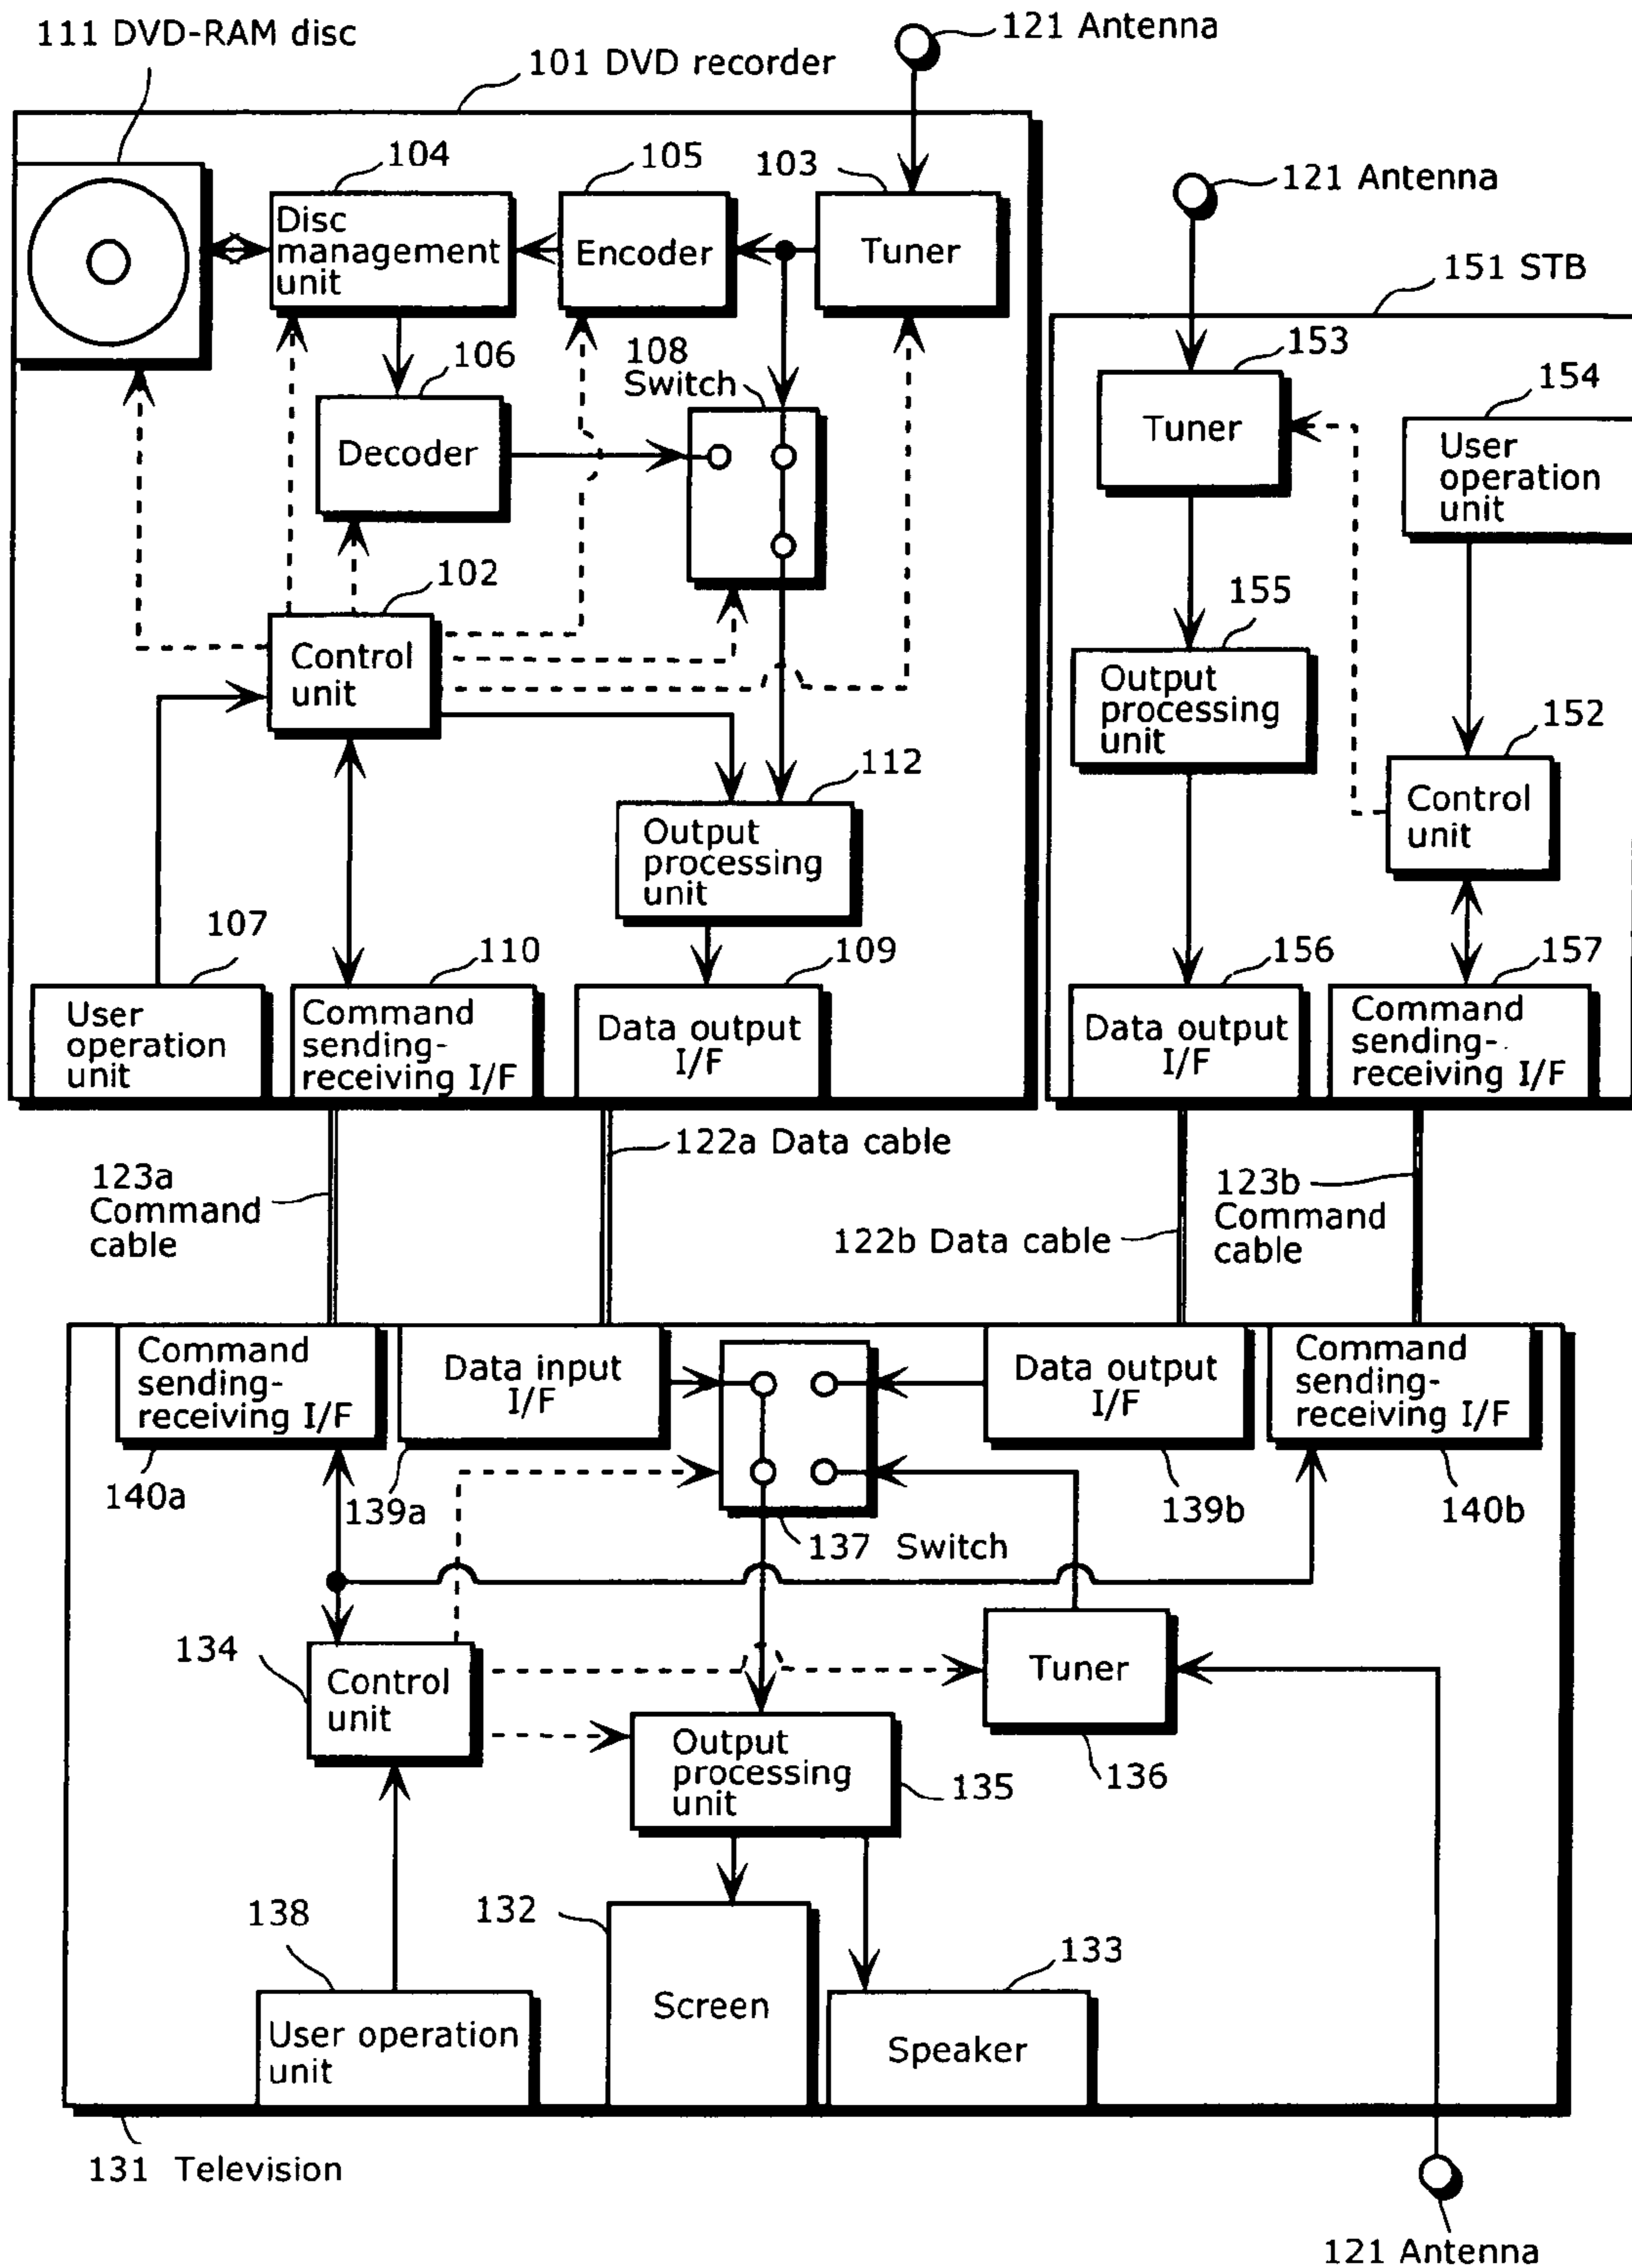 111 DVD-RAM disc
101 DVD recorder
121 Antenna
104
105
103
Disc
management
unit
Encoder
Tuner
121 Antenna
151 STB
106
108
Switch
Decoder
153
Tuner
154
User
operation
unit
102
Control
unit
155
Output
processing
unit
152
Control
unit
112
Output
processing
unit
107
110
109
156
157
User
operation
unit
Command
sending-
receiving I/F
Data output
I/F
Data output
I/F
Command
sending-
receiving I/F
122a Data cable
123a
Command
cable
122b Data cable
123b
Command
cable
Command
sending-
receiving I/F
Data input
I/F
Data output
I/F
Command
sending-
receiving I/F
140a
139a
137 Switch
139b
140b
134
Control
unit
Tuner
136
Output
processing
unit
135
138
132
133
User operation
unit
Screen
Speaker
131 Television
121 Antenna